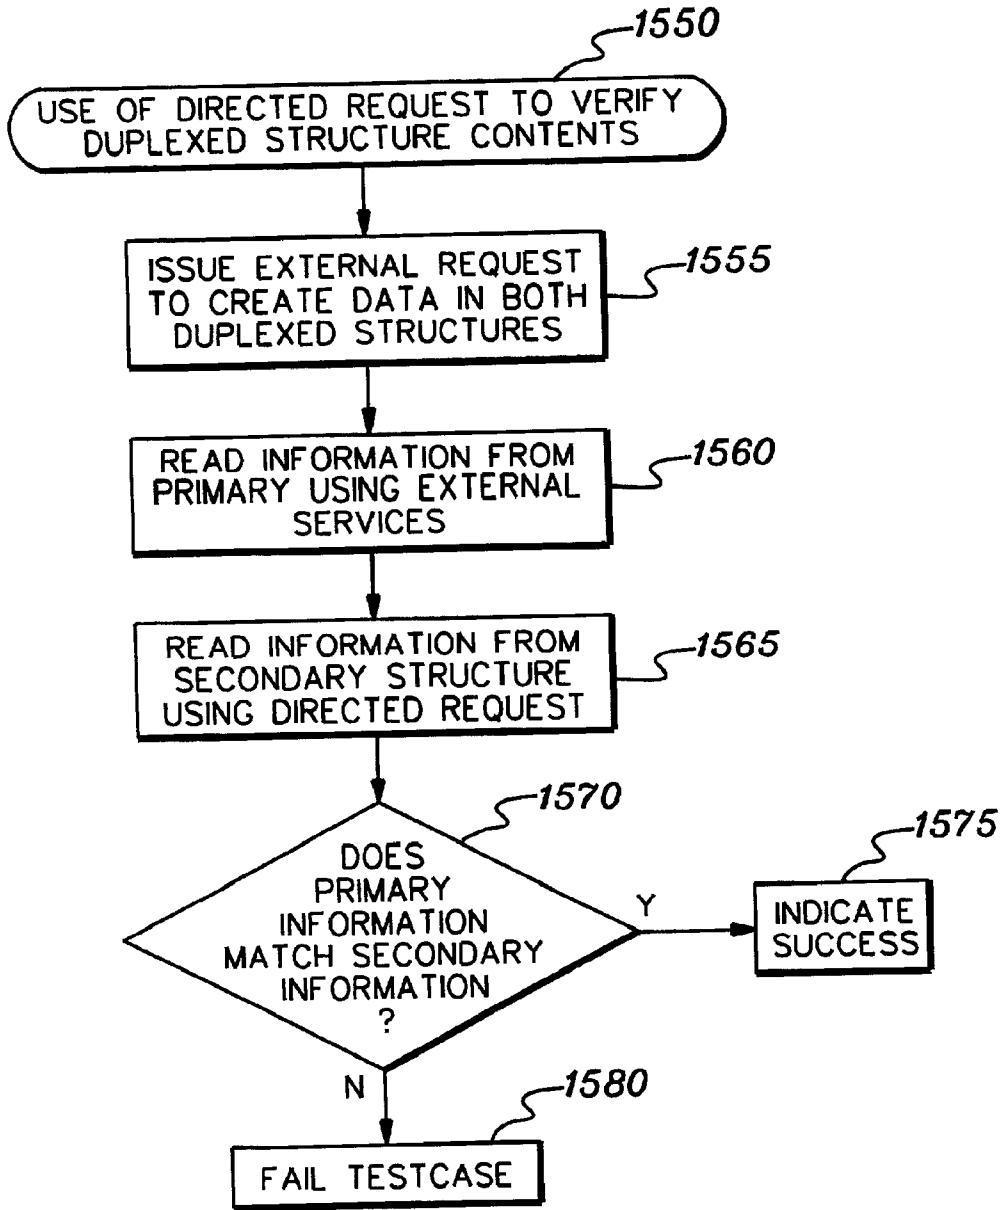 1550
USE OF DIRECTED REQUEST TO VERIFY
DUPLEXED STRUCTURE CONTENTS
1555
ISSUE EXTERNAL REQUEST
TO CREATE DATA IN BOTH
DUPLEXED STRUCTURES
1560
READ INFORMATION FROM
PRIMARY USING EXTERNAL
SERVICES
1565
READ INFORMATION FROM
SECONDARY STRUCTURE
USING DIRECTED REQUEST
1570
DOES
PRIMARY
INFORMATION
MATCH SECONDARY
INFORMATION
?
Y
1575
INDICATE
SUCCESS
N
1580
FAIL TESTCASE